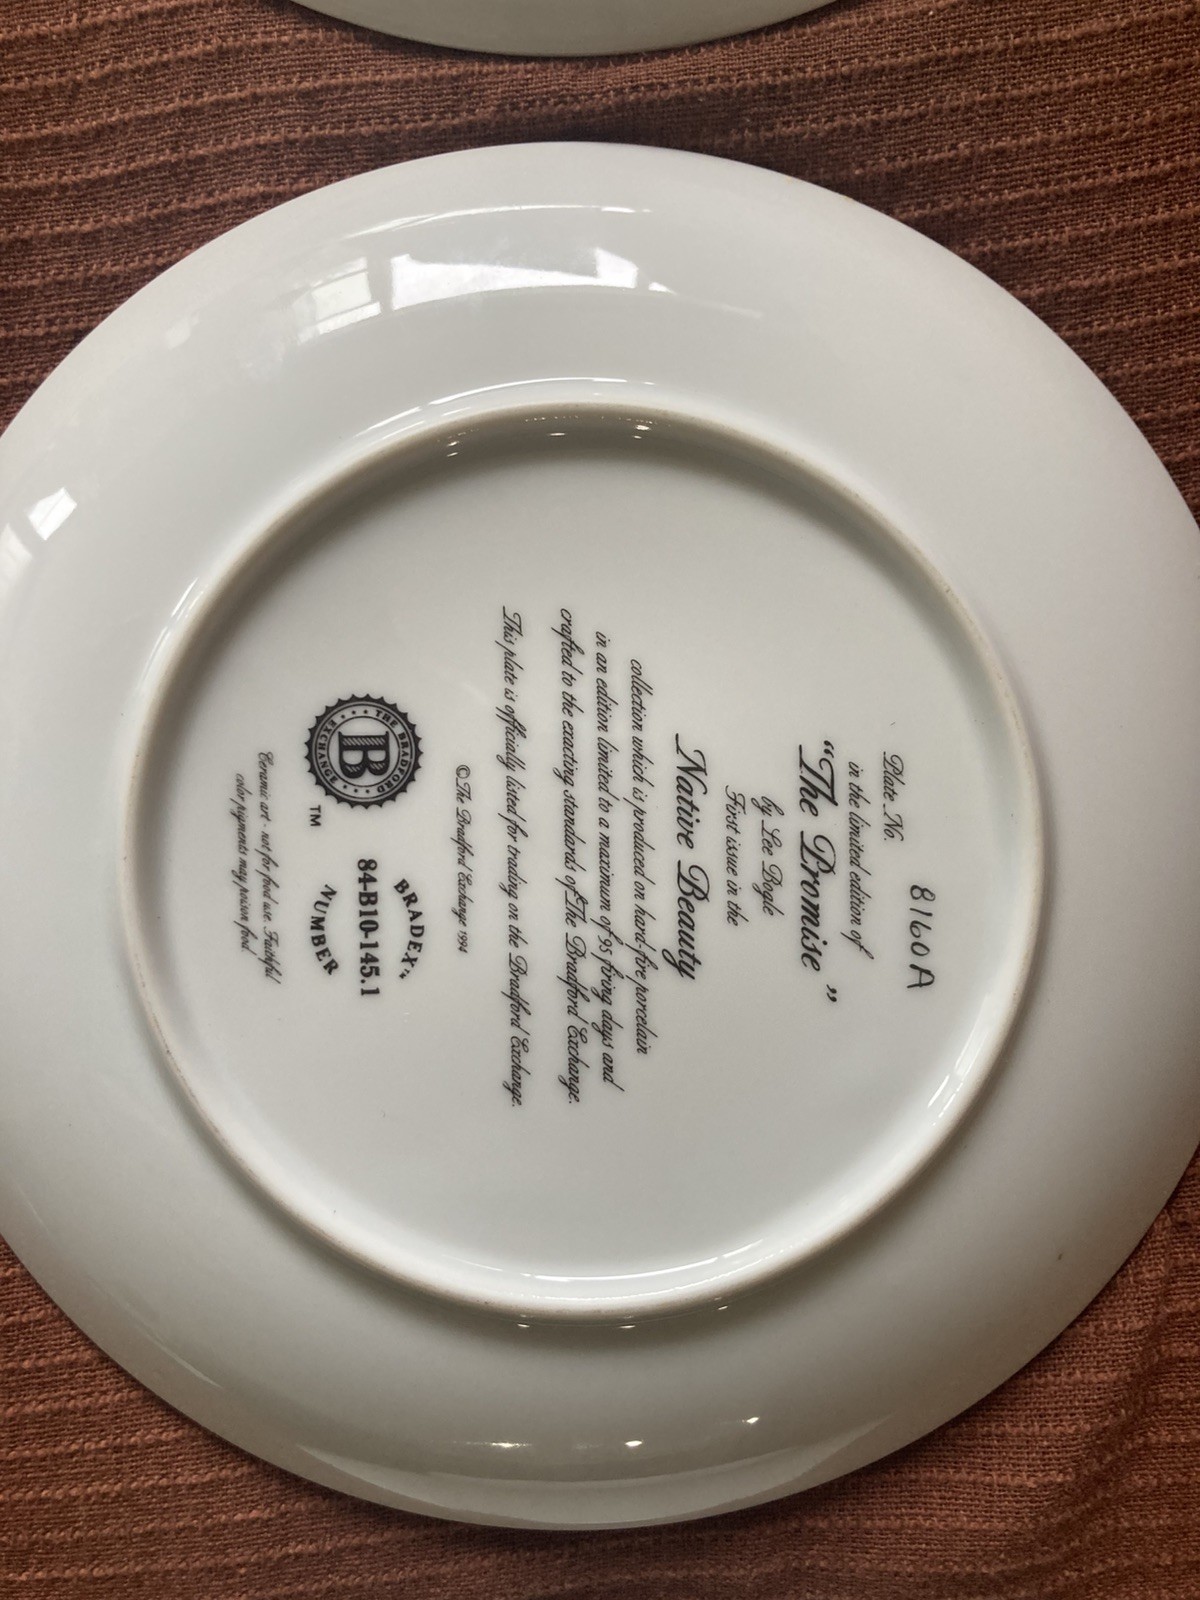 8160A
Plate No.
in the limited edition of
“The Promise”
by Lee Bogle
First issue in the
Native Beauty
collection which is produced on hard-fire porcelain
in an edition limited to a maximum of 95 firing days and
crafted to the exacting standards of The Bradford Exchange.
This plate is officially listed for trading on the Bradford Exchange.
©The Bradford Exchange 1994
THE BRADFORD EXCHANGE
B
TM
BRADEX
84-B10-145.1
NUMBER
Ceramic art - not for food use. Faithful
color pigments may poison food.